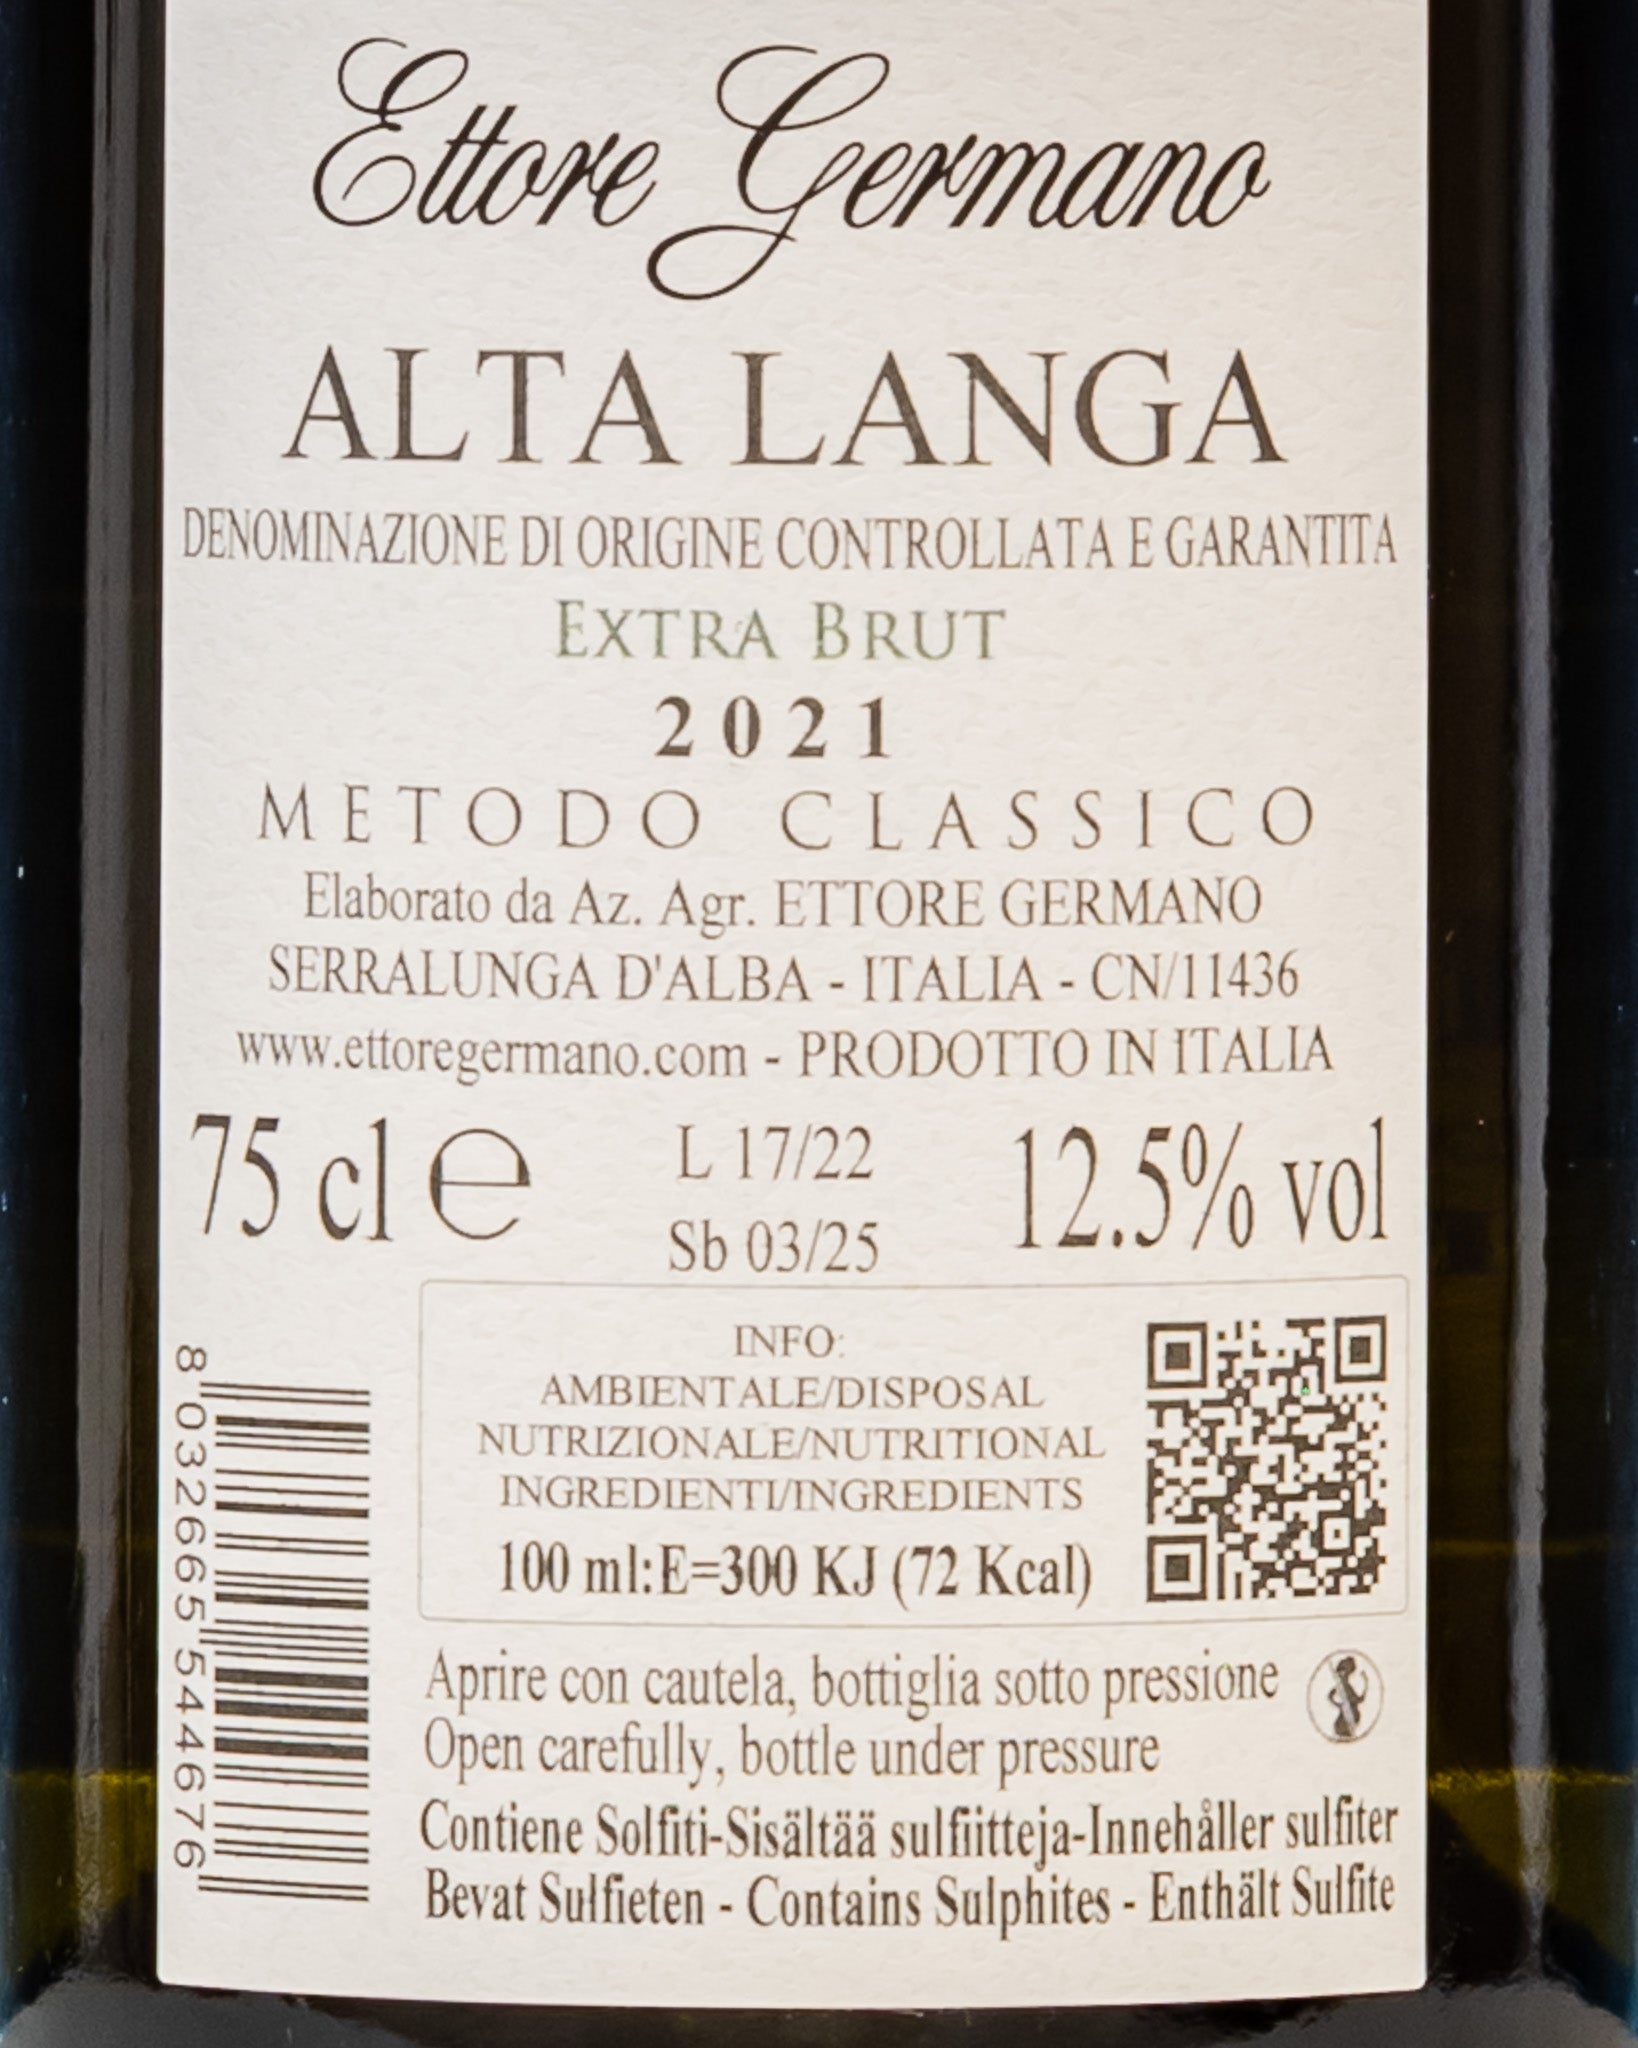 Ettore Germano
ALTA LANGA
DENOMINAZIONE DI ORIGINE CONTROLLATA E GARANTITA
EXTRA BRUT
2021
METODO CLASSICO
Elaborato da Az. Agr. ETTORE GERMANO
SERRALUNGA D'ALBA - ITALIA - CN/11436
www.ettoregermano.com - PRODOTTO IN ITALIA
75 cl e
L 17/22
Sb 03/25
12.5% vol
INFO:
AMBIENTALE/DISPOSAL
NUTRIZIONALE/NUTRITIONAL
INGREDIENTI/INGREDIENTS
100 ml:E=300 KJ (72 Kcal)
8 032665 544676
Aprire con cautela, bottiglia sotto pressione
Open carefully, bottle under pressure
Contiene Solfiti-Sisältää sulfiitteja-Innehåller sulfiter
Bevat Sulfieten - Contains Sulphites - Enthält Sulfite